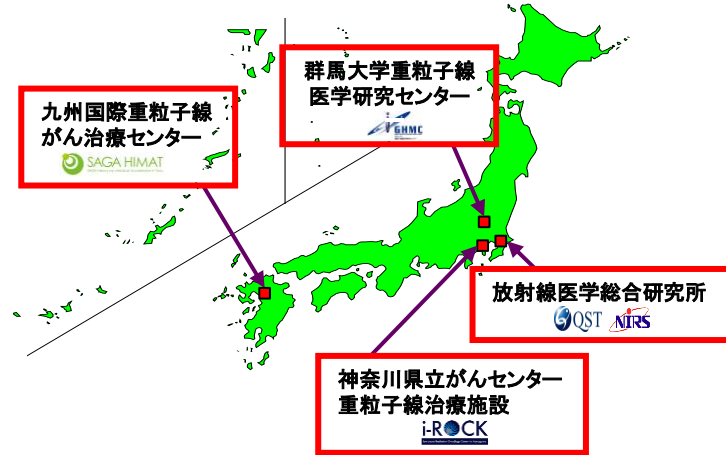 群馬大学重粒子線
医学研究センター
GHMC
九州国際重粒子線
がん治療センター
SAGA HIMAT
放射線医学総合研究所
QST NIRS
神奈川県立がんセンター
重粒子線治療施設
i-ROCK